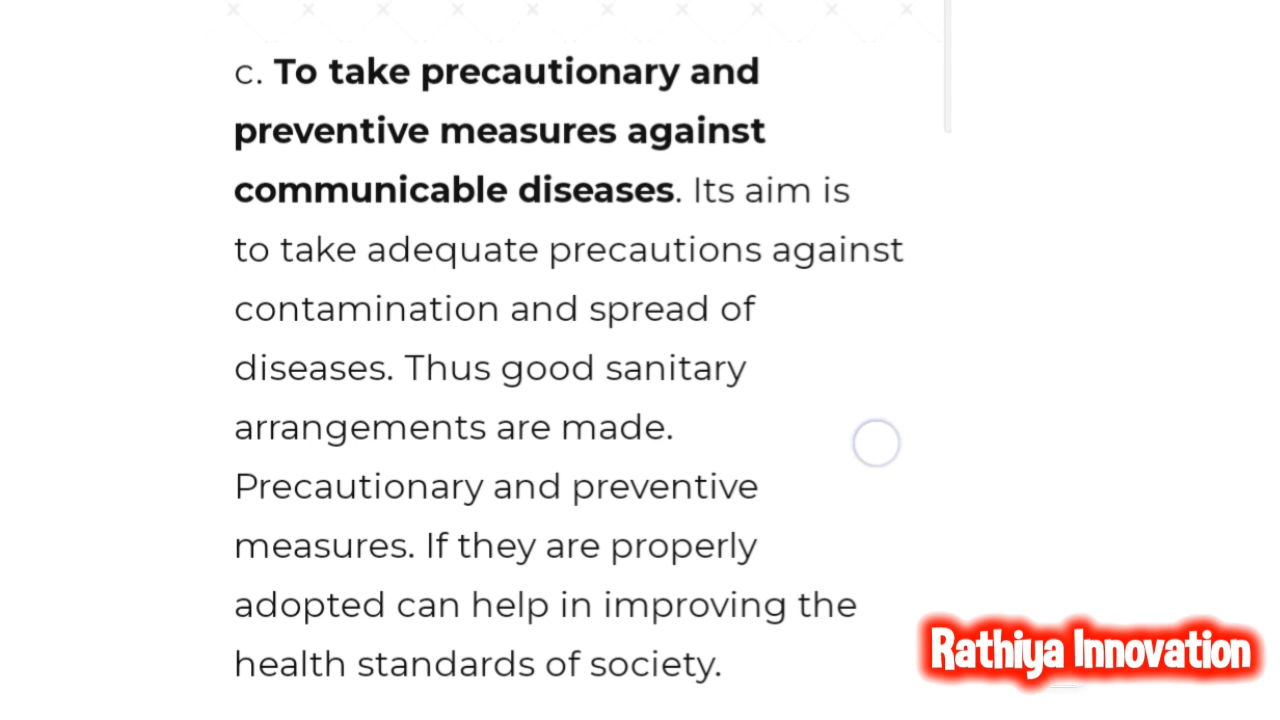 c. To take precautionary and
preventive measures against
communicable diseases. Its aim is
to take adequate precautions against
contamination and spread of
diseases. Thus good sanitary
arrangements are made.
Precautionary and preventive
measures. If they are properly
adopted can help in improving the
health standards of society.
Rathiya Innovation